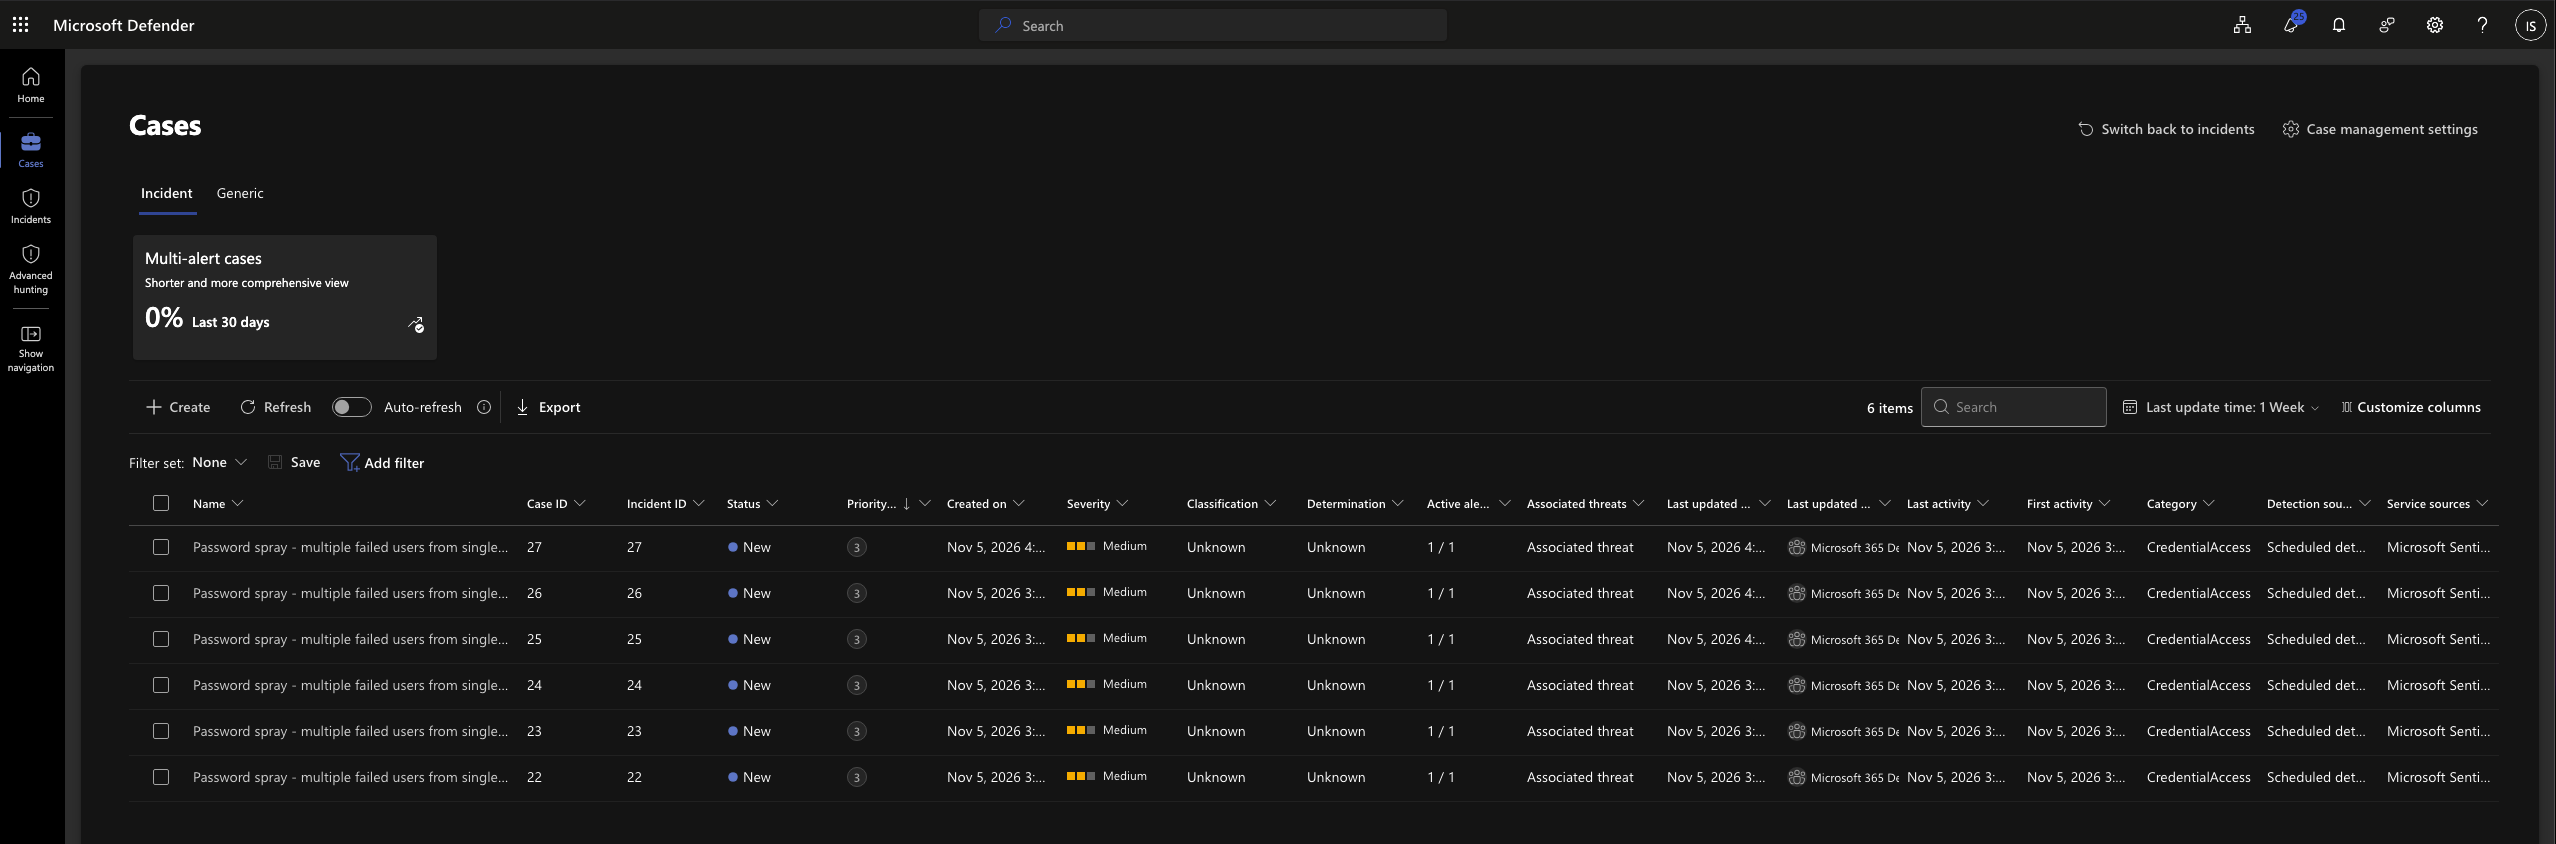 Microsoft Defender
Search
25
IS
Home
Cases
Incidents
Advanced
hunting
Show
navigation
Cases
Switch back to incidents
Case management settings
Incident Generic
Multi-alert cases
Shorter and more comprehensive view
0% Last 30 days
Create Refresh Auto-refresh Export
6 items Search Last update time: 1 Week Customize columns
Filter set: None Save Add filter
Name Case ID Incident ID Status Priority... Created on Severity Classification Determination Active ale... Associated threats Last updated ... Last updated ... Last activity First activity Category Detection sou... Service sources
Password spray - multiple failed users from single... 27 27 New 3 Nov 5, 2026 4:... Medium Unknown Unknown 1 / 1 Associated threat Nov 5, 2026 4:... Microsoft 365 De Nov 5, 2026 3:... Nov 5, 2026 3:... CredentialAccess Scheduled det... Microsoft Senti...
Password spray - multiple failed users from single... 26 26 New 3 Nov 5, 2026 3:... Medium Unknown Unknown 1 / 1 Associated threat Nov 5, 2026 4:... Microsoft 365 De Nov 5, 2026 3:... Nov 5, 2026 3:... CredentialAccess Scheduled det... Microsoft Senti...
Password spray - multiple failed users from single... 25 25 New 3 Nov 5, 2026 3:... Medium Unknown Unknown 1 / 1 Associated threat Nov 5, 2026 4:... Microsoft 365 De Nov 5, 2026 3:... Nov 5, 2026 3:... CredentialAccess Scheduled det... Microsoft Senti...
Password spray - multiple failed users from single... 24 24 New 3 Nov 5, 2026 3:... Medium Unknown Unknown 1 / 1 Associated threat Nov 5, 2026 3:... Microsoft 365 De Nov 5, 2026 3:... Nov 5, 2026 3:... CredentialAccess Scheduled det... Microsoft Senti...
Password spray - multiple failed users from single... 23 23 New 3 Nov 5, 2026 3:... Medium Unknown Unknown 1 / 1 Associated threat Nov 5, 2026 3:... Microsoft 365 De Nov 5, 2026 3:... Nov 5, 2026 3:... CredentialAccess Scheduled det... Microsoft Senti...
Password spray - multiple failed users from single... 22 22 New 3 Nov 5, 2026 3:... Medium Unknown Unknown 1 / 1 Associated threat Nov 5, 2026 3:... Microsoft 365 De Nov 5, 2026 3:... Nov 5, 2026 3:... CredentialAccess Scheduled det... Microsoft Senti...